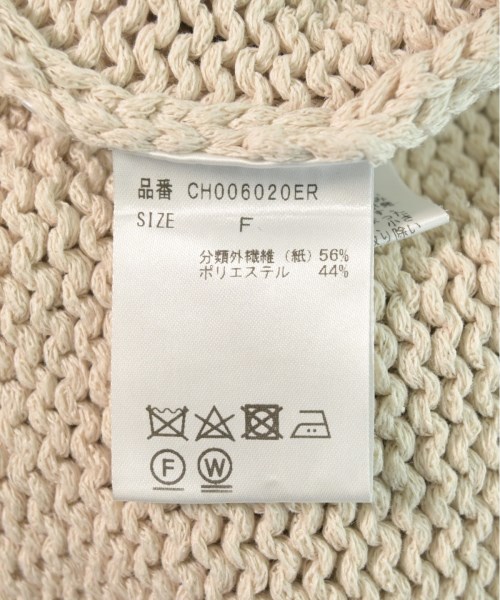 品番 CH006020ER
SIZE F
分類外繊維（紙）56%
ポリエステル 44%
F W